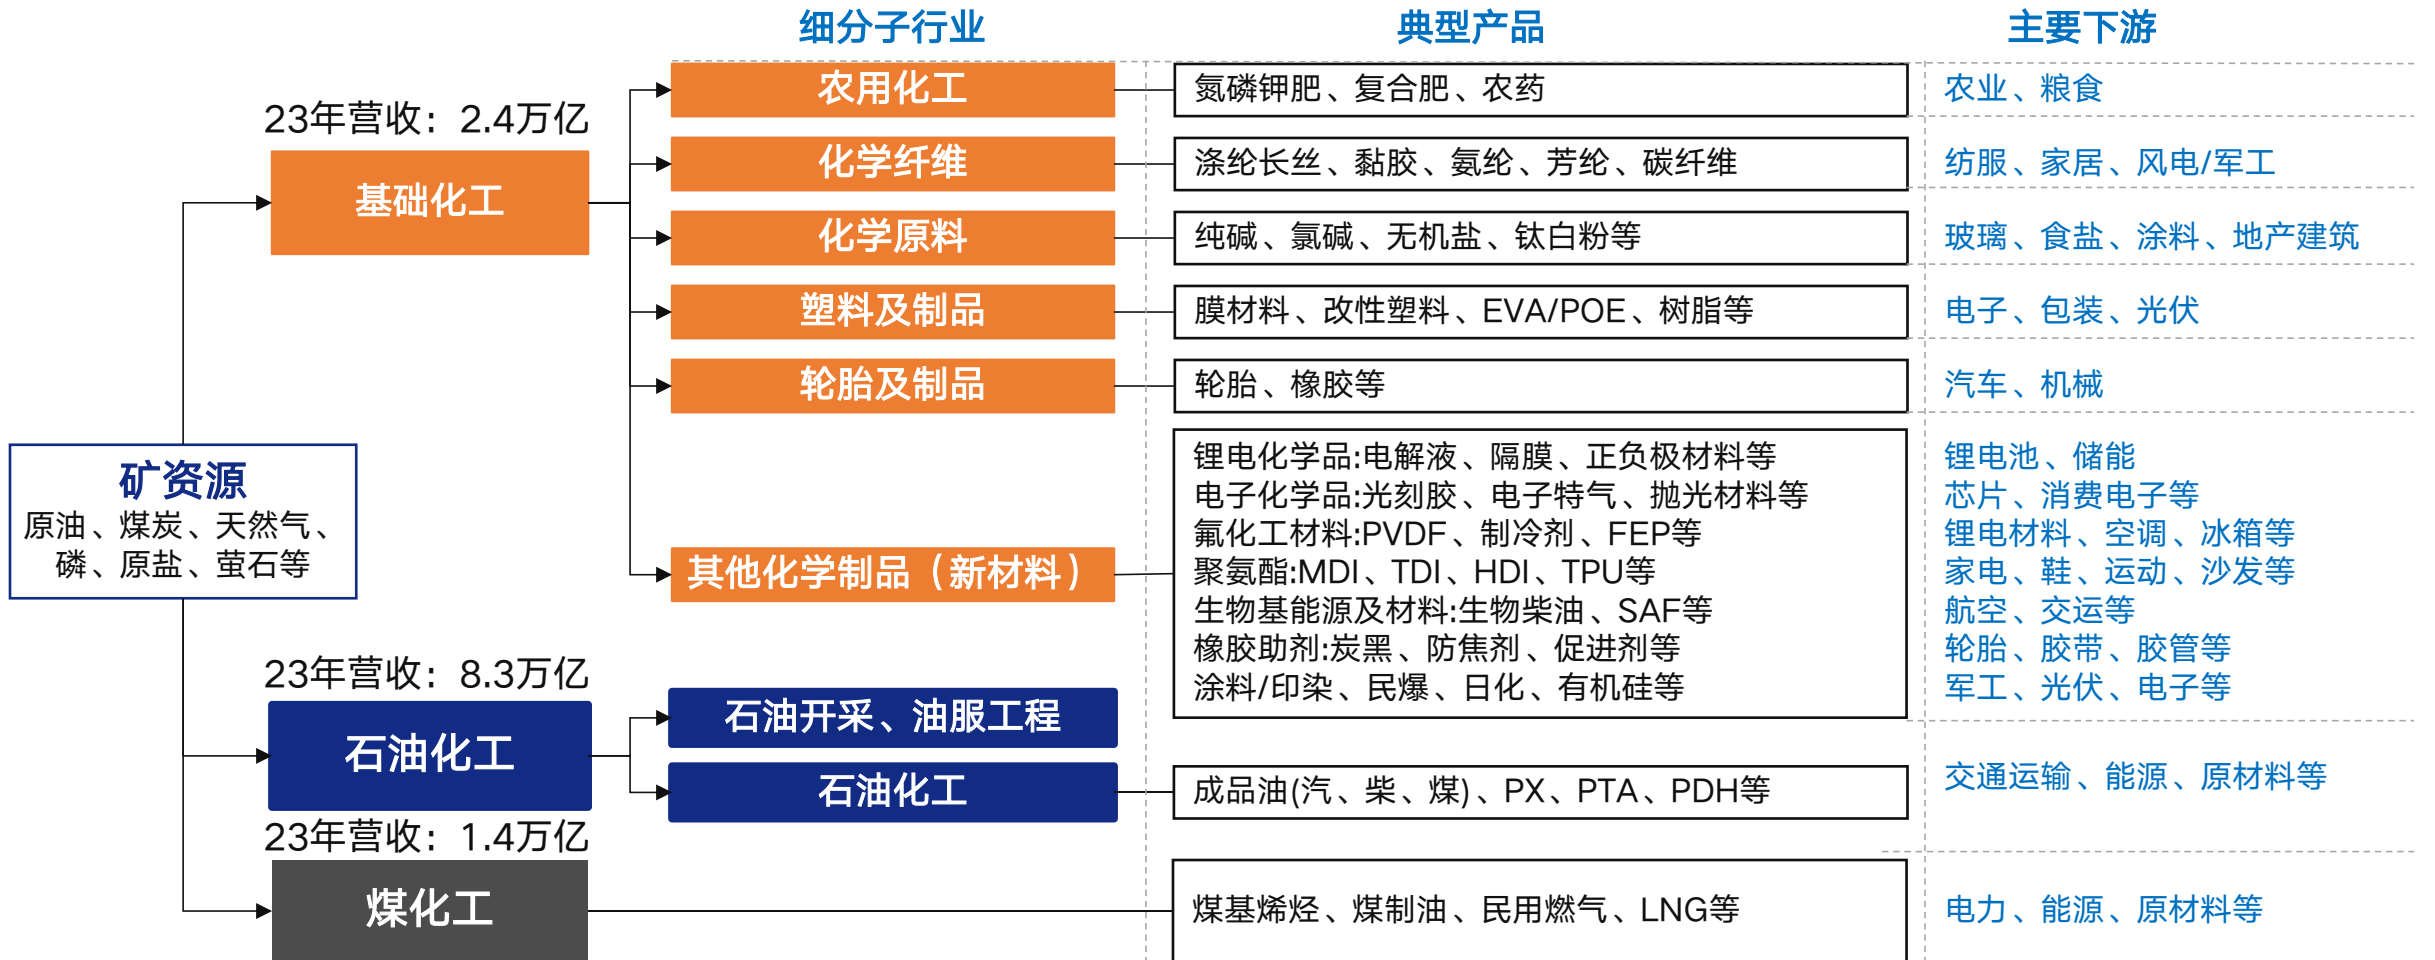 细分子行业
典型产品
主要下游
23年营收：2.4万亿
基础化工
农用化工
氮磷钾肥、复合肥、农药
农业、粮食
化学纤维
涤纶长丝、黏胶、氨纶、芳纶、碳纤维
纺服、家居、风电/军工
化学原料
纯碱、氯碱、无机盐、钛白粉等
玻璃、食盐、涂料、地产建筑
塑料及制品
膜材料、改性塑料、EVA/POE、树脂等
电子、包装、光伏
轮胎及制品
轮胎、橡胶等
汽车、机械
矿资源
原油、煤炭、天然气、
磷、原盐、萤石等
其他化学制品（新材料）
锂电化学品:电解液、隔膜、正负极材料等
电子化学品:光刻胶、电子特气、抛光材料等
氟化工材料:PVDF、制冷剂、FEP等
聚氨酯:MDI、TDI、HDI、TPU等
生物基能源及材料:生物柴油、SAF等
橡胶助剂:炭黑、防焦剂、促进剂等
涂料/印染、民爆、日化、有机硅等
锂电池、储能
芯片、消费电子等
锂电材料、空调、冰箱等
家电、鞋、运动、沙发等
航空、交运等
轮胎、胶带、胶管等
军工、光伏、电子等
23年营收：8.3万亿
石油化工
石油开采、油服工程
石油化工
成品油(汽、柴、煤)、PX、PTA、PDH等
交通运输、能源、原材料等
23年营收：1.4万亿
煤化工
煤基烯烃、煤制油、民用燃气、LNG等
电力、能源、原材料等